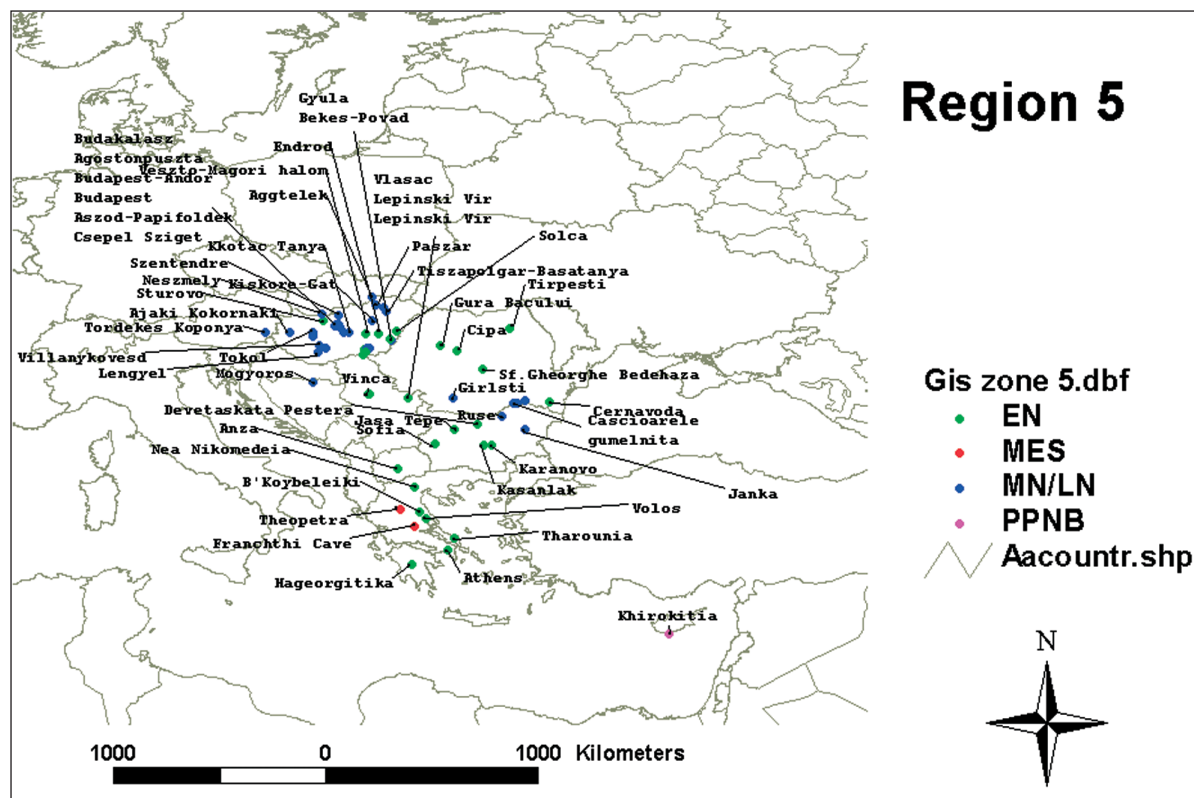 Region 5
Gyula
Bekes-Povad
Budakalasz
Endrod
Agostonpuszta
Veszto-Magori halom
Budapest-Andor
Vlasac
Budapest
Aggtelek
Lepinski Vir
Aszod-Papifoldek
Lepinski Vir
Csepel Sziget
Kkotac Tanya
Paszar
Solca
Szentendre
Tiszapolgar-Basatanya
Neszmely
Kiskore-Gat
Tirpesti
Sturovo
Gura Bacului
Ajaki Kokornaki
Tordekes Koponya
Cipa
Villanykovesd
Tokol
Lengyel
Mogyoros
Vinca
Sf.Gheorghe Bedehaza
Girlsti
Devetaskata Pestera
Jasa Tepe
Ruse
Cernavoda
Cascioarele
Anza
Sofia
gumelnita
Nea Nikomedeia
Karanovo
B'Koybeleiki
Kasanlak
Janka
Theopetra
Volos
Franchthi Cave
Tharounia
Hageorgitika
Athens
Khirokitia
Gis zone 5.dbf
EN
MES
MN/LN
PPNB
Aacountr.shp
N
1000 0 1000 Kilometers